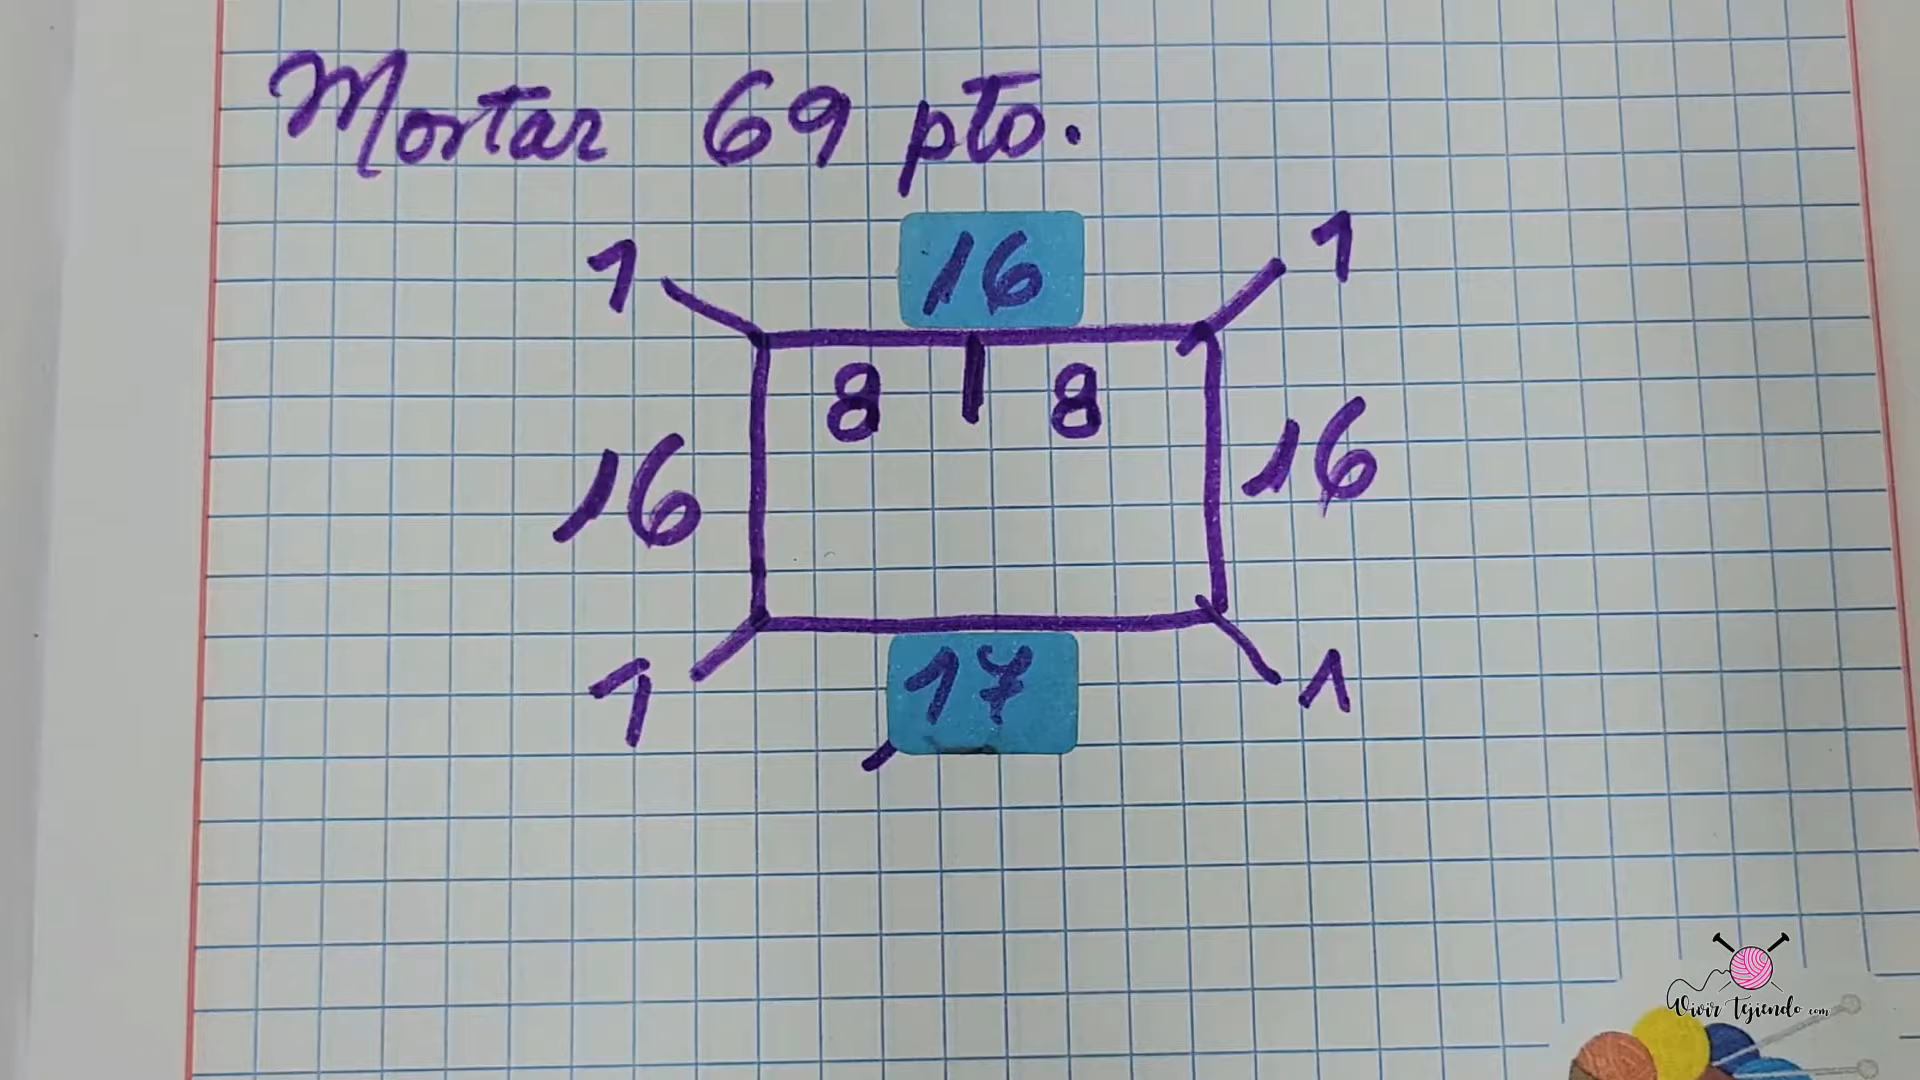 Montar 69 pto.
1 16 1
8 8
16 16
1 17 1
Vivir Tejiendo.com